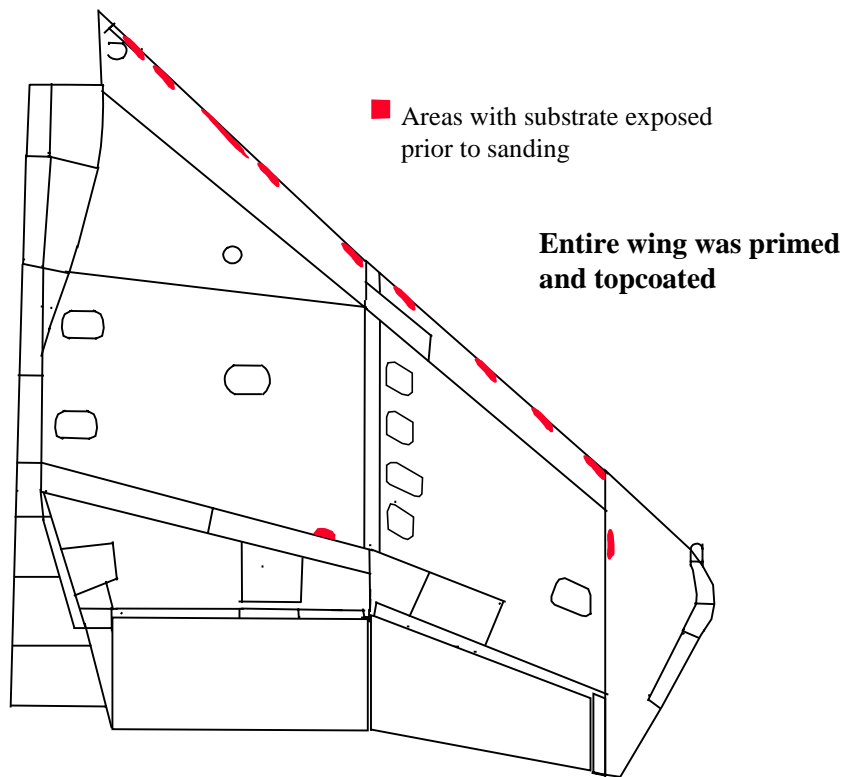 Areas with substrate exposed
prior to sanding
Entire wing was primed
and topcoated